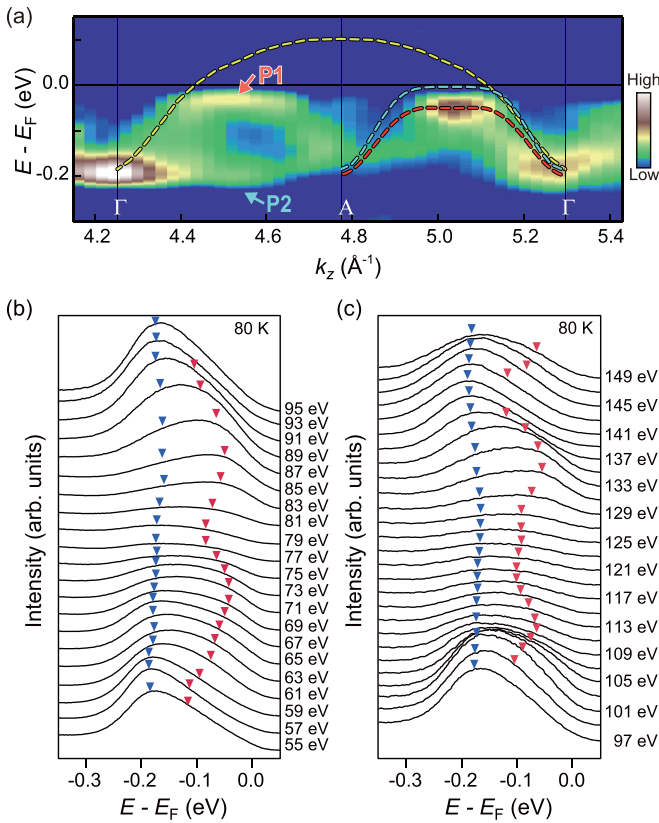 (a)
P1
P2
Γ
A
Γ
0.0
-0.2
E - E_F (eV)
4.2
4.4
4.6
4.8
5.0
5.2
5.4
k_z (Å⁻¹)
High
Low
(b)
80 K
95 eV
93 eV
91 eV
89 eV
87 eV
85 eV
83 eV
81 eV
79 eV
77 eV
75 eV
73 eV
71 eV
69 eV
67 eV
65 eV
63 eV
61 eV
59 eV
57 eV
55 eV
Intensity (arb. units)
-0.3
-0.2
-0.1
0.0
E - E_F (eV)
(c)
80 K
149 eV
145 eV
141 eV
137 eV
133 eV
129 eV
125 eV
121 eV
117 eV
113 eV
109 eV
105 eV
101 eV
97 eV
Intensity (arb. units)
-0.3
-0.2
-0.1
0.0
E - E_F (eV)